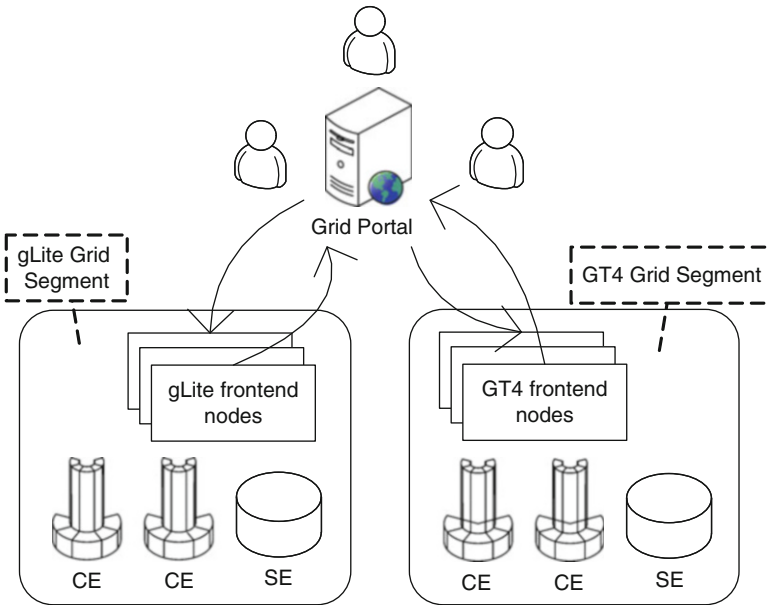 Grid Portal
gLite Grid
Segment
GT4 Grid Segment
gLite frontend
nodes
GT4 frontend
nodes
CE
CE
SE
CE
CE
SE